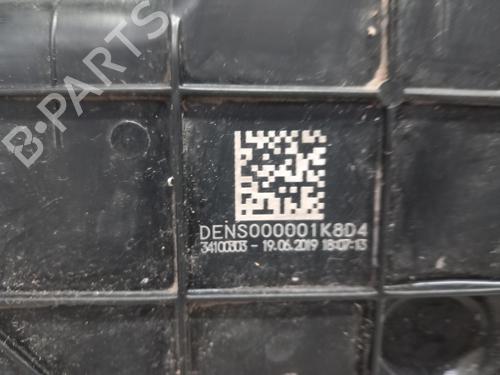 B-PARTS
DENS000001K8D4
34100303 - 19.06.2019 18:07:13